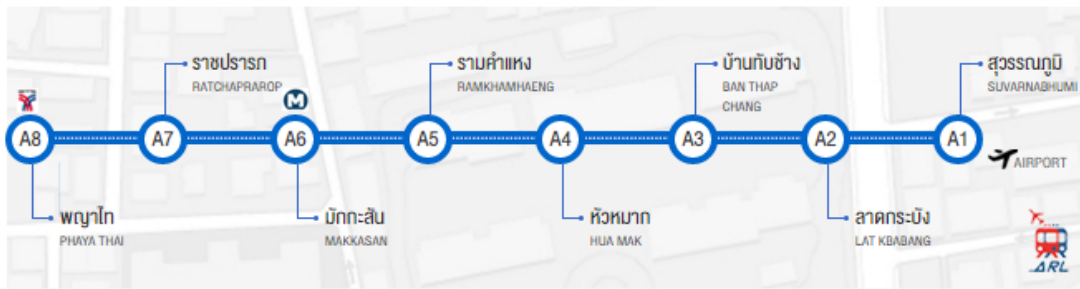 ราชปรารภ
RATCHAPRAROP
รามคำแหง
RAMKHAMHAENG
บ้านทับช้าง
BAN THAP
CHANG
สุวรรณภูมิ
SUVARNABHUMI
M
A8
A7
A6
A5
A4
A3
A2
A1
AIRPORT
พญาไท
PHAYA THAI
มักกะสัน
MAKKASAN
หัวหมาก
HUA MAK
ลาดกระบัง
LAT KBABANG
ARL